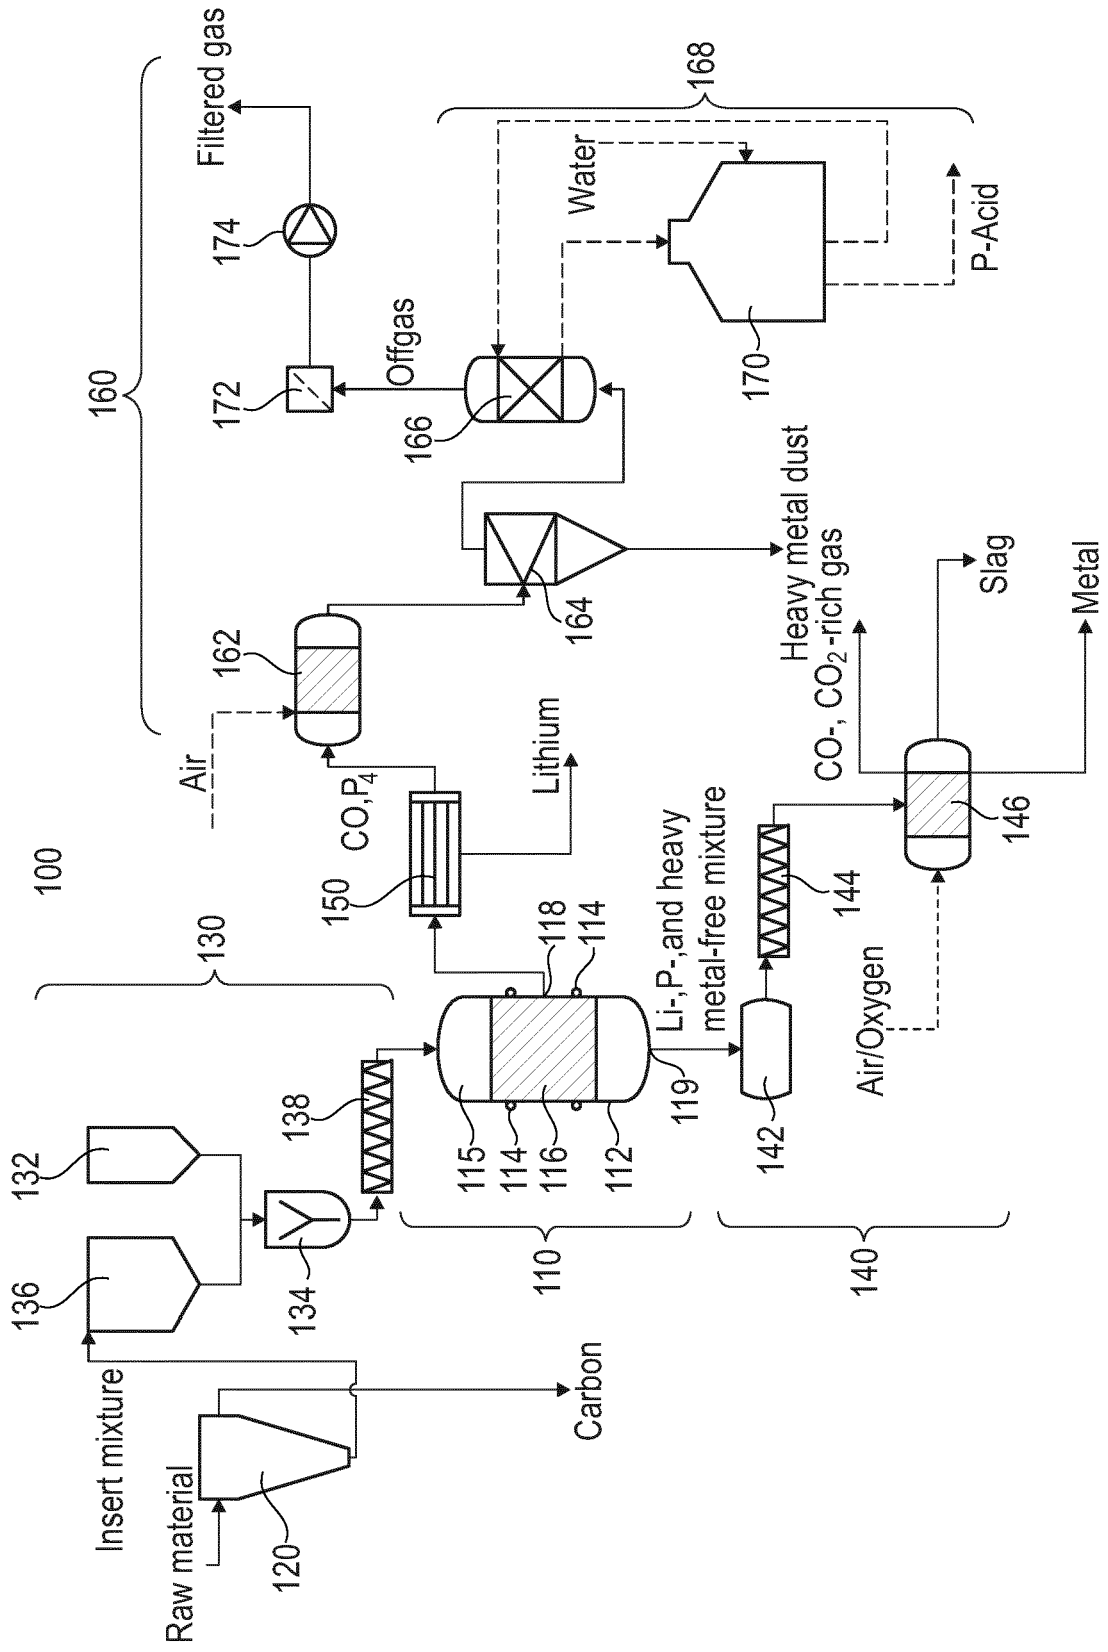 100
160
130
Filtered gas
174
172
Offgas
166
Water
168
170
P-Acid
162
Air
164
Heavy metal dust
CO,P4
150
Lithium
CO-, CO2-rich gas
Slag
Metal
146
144
Air/Oxygen
132
136
134
138
Insert mixture
Raw material
120
Carbon
115
114
116
112
118
114
119
Li-,P-,and heavy
metal-free mixture
142
110
140